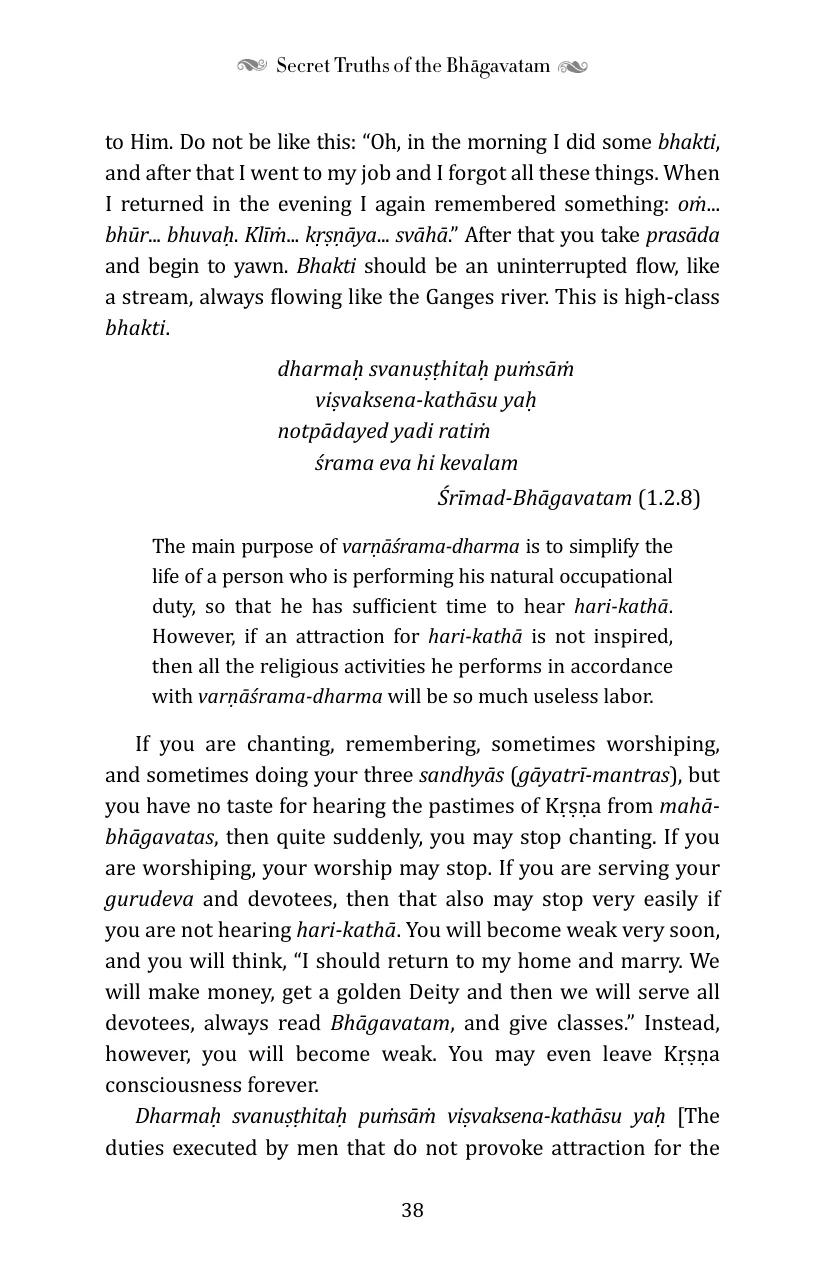 Secret Truths of the Bhāgavatam
to Him. Do not be like this: “Oh, in the morning I did some bhakti,
and after that I went to my job and I forgot all these things. When
I returned in the evening I again remembered something: oṁ...
bhūr... bhuvaḥ. Klīṁ... kṛṣṇāya... svāhā.” After that you take prasāda
and begin to yawn. Bhakti should be an uninterrupted flow, like
a stream, always flowing like the Ganges river. This is high-class
bhakti.
dharmaḥ svanuṣṭhitaḥ puṁsāṁ
viṣvaksena-kathāsu yaḥ
notpādayed yadi ratiṁ
śrama eva hi kevalam
Śrīmad-Bhāgavatam (1.2.8)
The main purpose of varṇāśrama-dharma is to simplify the
life of a person who is performing his natural occupational
duty, so that he has sufficient time to hear hari-kathā.
However, if an attraction for hari-kathā is not inspired,
then all the religious activities he performs in accordance
with varṇāśrama-dharma will be so much useless labor.
If you are chanting, remembering, sometimes worshiping,
and sometimes doing your three sandhyās (gāyatrī-mantras), but
you have no taste for hearing the pastimes of Kṛṣṇa from mahā-
bhāgavatas, then quite suddenly, you may stop chanting. If you
are worshiping, your worship may stop. If you are serving your
gurudeva and devotees, then that also may stop very easily if
you are not hearing hari-kathā. You will become weak very soon,
and you will think, “I should return to my home and marry. We
will make money, get a golden Deity and then we will serve all
devotees, always read Bhāgavatam, and give classes.” Instead,
however, you will become weak. You may even leave Kṛṣṇa
consciousness forever.
Dharmaḥ svanuṣṭhitaḥ puṁsāṁ viṣvaksena-kathāsu yaḥ [The
duties executed by men that do not provoke attraction for the
38